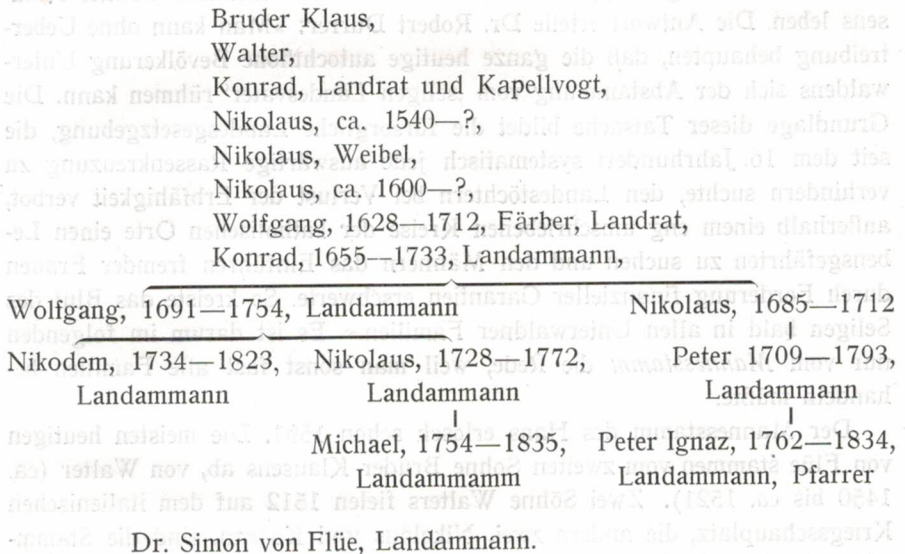 Bruder Klaus,
Walter,
Konrad, Landrat und Kapellvogt,
Nikolaus, ca. 1540—?,
Nikolaus, Weibel,
Nikolaus, ca. 1600—?,
Wolfgang, 1628—1712, Färber, Landrat,
Konrad, 1655—1733, Landammann,
Wolfgang, 1691—1754, Landammann Nikolaus, 1685—1712
Nikodem, 1734—1823, Nikolaus, 1728—1772, Peter 1709—1793,
Landammann Landammann Landammann
Michael, 1754—1835, Peter Ignaz, 1762—1834,
Landammamm Landammann, Pfarrer
Dr. Simon von Flüe, Landammann.